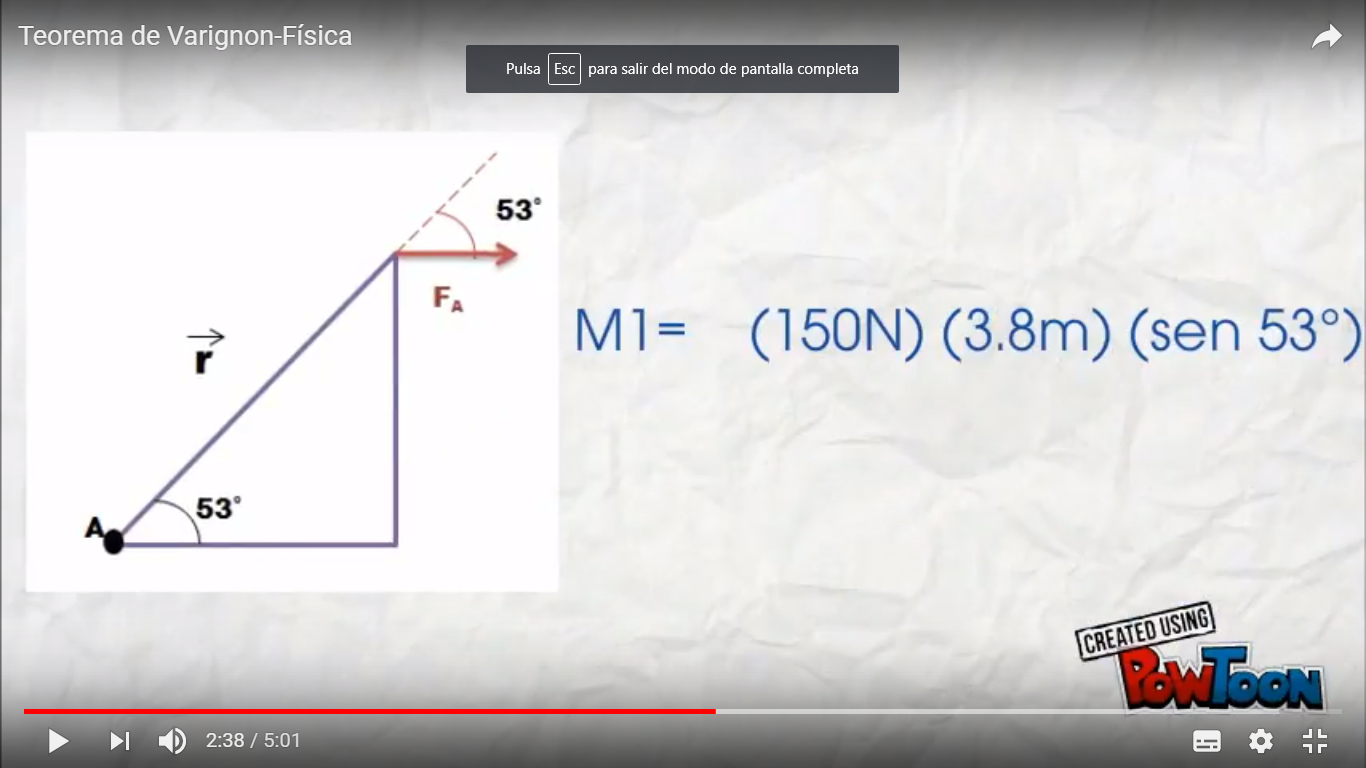 Teorema de Varignon-Física
Pulsa Esc para salir del modo de pantalla completa
53°
F_A
r
M1= (150N) (3.8m) (sen 53°)
53°
A
CREATED USING
POWTOON
2:38 / 5:01